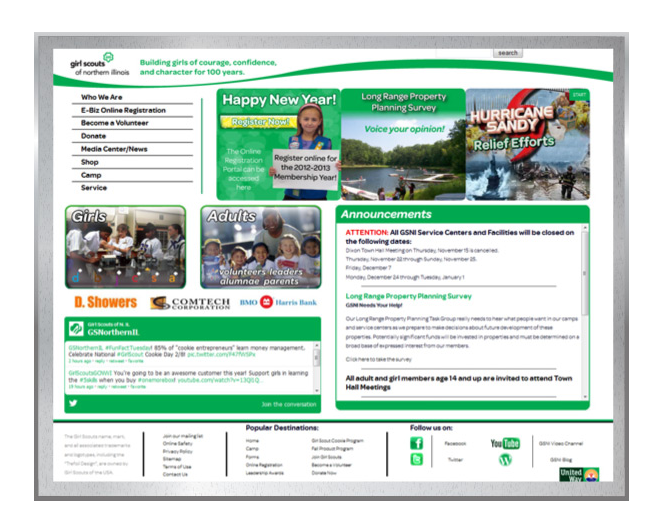 search
girl scouts
of northern illinois
Building girls of courage, confidence,
and character for 100 years.
Who We Are
E-Biz Online Registration
Become a Volunteer
Donate
Media Center/News
Shop
Camp
Service
Happy New Year!
Register Now!
The Online
Registration
Portal can be
accessed
here
Register online for
the 2012-2013
Membership Year!
Long Range Property
Planning Survey
Voice your opinion!
START
HURRICANE
SANDY
Relief Efforts
Girls
d b j c s a
Adults
volunteers leaders
alumnae parents
D. Showers
COMTECH
CORPORATION
BMO Harris Bank
Girl Scouts of N. IL
GSNorthernIL
GSNorthernIL #FunFactTuesday! 85% of "cookie entrepreneurs" learn money management.
Celebrate National #GirlScout Cookie Day 2/8!
2 hours ago · reply · retweet · favorite
GirlScoutsGCNWI You're going to be an awesome customer this year! Support girls n learning
the #5skills when you buy #onemorebox!
hours ago · reply · retweet · favorite
Join the conversation
Announcements
ATTENTION: All GSNI Service Centers and Facilities will be closed on
the following dates:
Dixon Town Hall Meeting on Thursday, November 15 is cancelled.
Thursday, November 22 through Sunday, November 25.
Friday, December 7
Monday, December 24 through Tuesday, January 1
Long Range Property Planning Survey
GSNI Needs Your Help!
Our Long Range Property Planning Task Group really needs to hear what people want in our camps
and service centers as we prepare to make decisions about future development of these
properties. Potentially significant funds will be invested in properties and must be determined on a
broad base of expressed interest from our members.
Click here to take the survey
All adult and girl members age 14 and up are invited to attend Town
Hall Meetings
The Girl Scouts name, mark,
and all associated trademarks
and logotypes, including the
"Trefoil Design", are owned by
Girl Scouts of the USA.
Join our mailing list
Online Safety
Privacy Policy
Sitemap
Terms of Use
Contact Us
Popular Destinations:
Home
Camp
Forms
Online Registration
Leadership Awards
Girl Scout Cookie Program
Fall Product Program
Join Girl Scouts
Become a Volunteer
Donate Now
Follow us on:
Facebook
Twitter
YouTube
GSNI Video Channel
GSNI Blog
United
Way